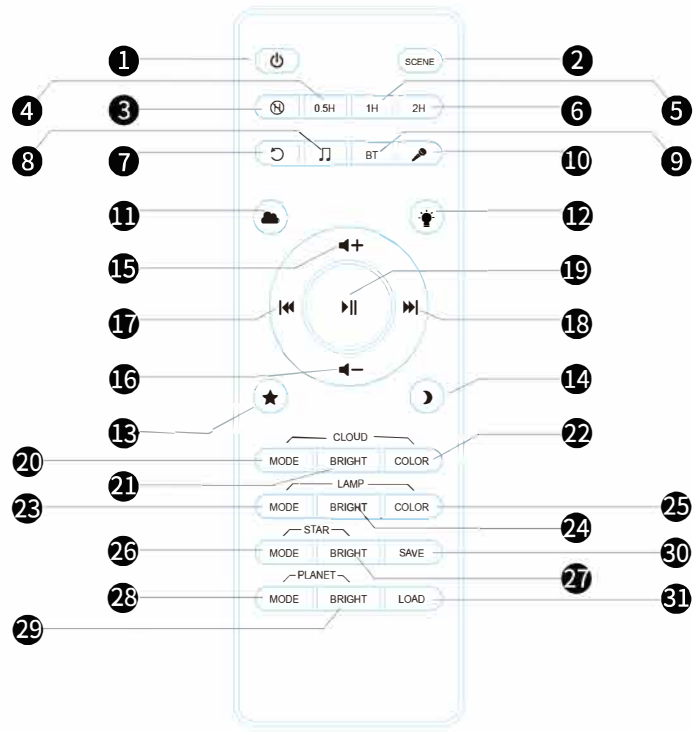 1 SCENE 2
4 3 0.5H 1H 2H 6 5
8 7 BT 10 9
11 12
15 19
17 18
16 14
13
CLOUD 22
20 MODE BRIGHT COLOR
21
LAMP
23 MODE BRIGHT COLOR 25
24
STAR
26 MODE BRIGHT SAVE 30
27
PLANET
28 MODE BRIGHT LOAD 31
29